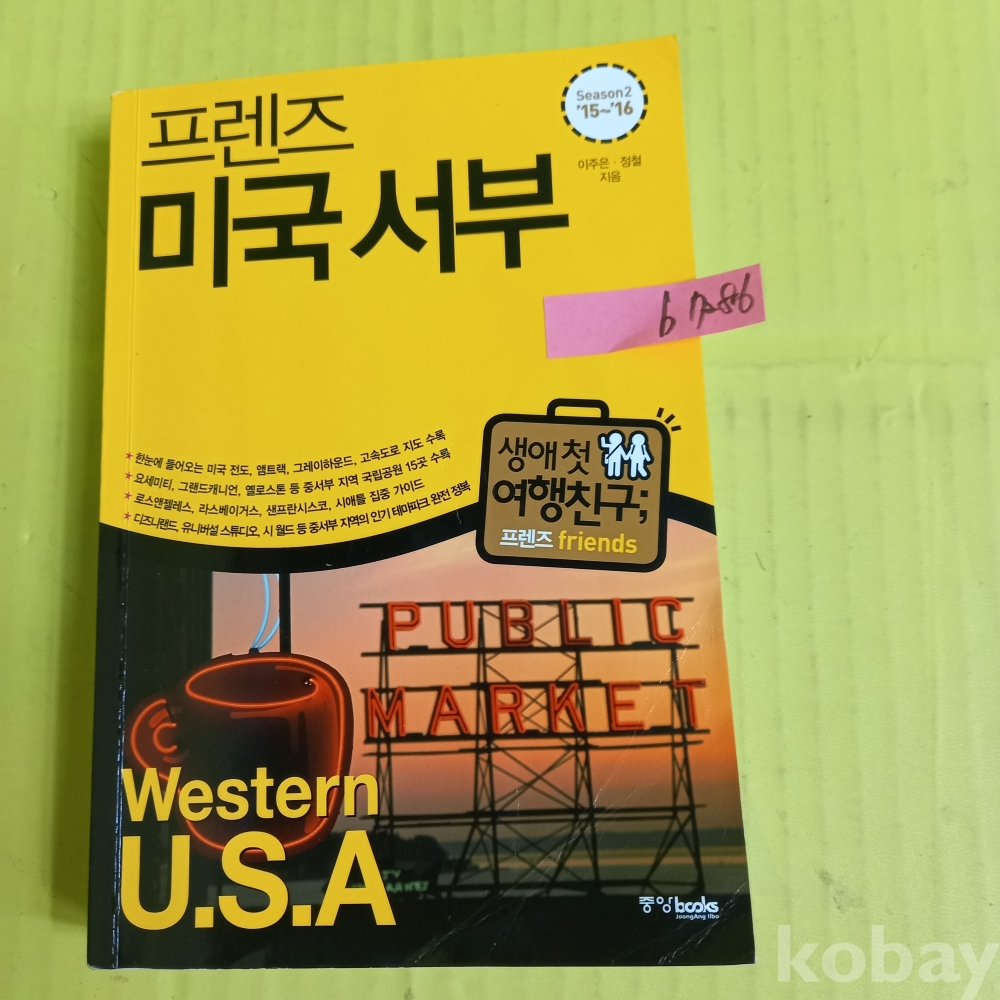 프렌즈
미국 서부
Season2
'15~'16
이주은 · 정철
지음
★ 한눈에 들어오는 미국 전도, 앰트랙, 그레이하운드, 고속도로 지도 수록
★ 요세미티, 그랜드캐니언, 옐로스톤 등 중서부 지역 국립공원 15곳 수록
★ 로스앤젤레스, 라스베이거스, 샌프란시스코, 시애틀 집중 가이드
★ 디즈니랜드, 유니버설 스튜디오, 시 월드 등 중서부 지역의 인기 테마파크 완전 정복
생애 첫
여행친구;
프렌즈 friends
PUBLIC
MARKET
Western
U.S.A
MARKET
중앙books
JoongAng Ilbo
kobay